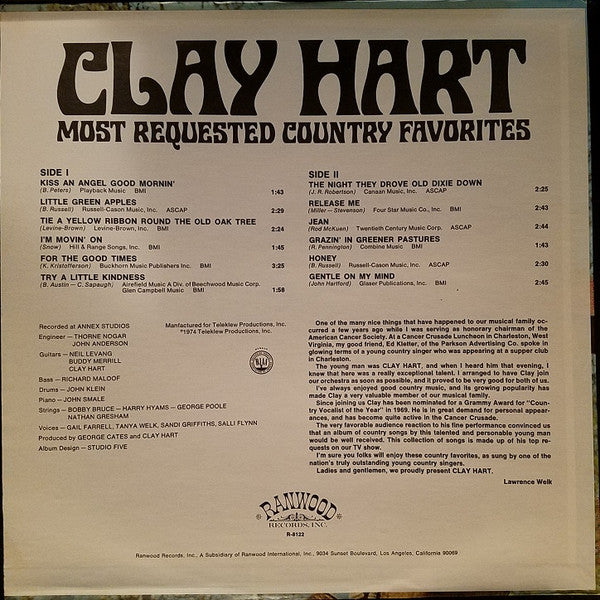 CLAY HART
MOST REQUESTED COUNTRY FAVORITES
SIDE I
KISS AN ANGEL GOOD MORNIN'
(B. Peters) Playback Music BMI 1:43
LITTLE GREEN APPLES
(B. Russell) Russell-Cason Music, Inc. ASCAP 2:29
TIE A YELLOW RIBBON ROUND THE OLD OAK TREE
(Levine-Brown) Levine-Brown, Inc. BMI 2:24
I'M MOVIN' ON
(Snow) Hill & Range Songs, Inc. BMI 1:45
FOR THE GOOD TIMES
(K. Kristofferson) Buckhorn Music Publishers Inc. BMI 3:25
TRY A LITTLE KINDNESS
(B. Austin – C. Sapaugh) Airefield Music A Div. of Beechwood Music Corp.
Glen Campbell Music BMI 1:58
SIDE II
THE NIGHT THEY DROVE OLD DIXIE DOWN
(J. R. Robertson) Canaan Music, Inc. ASCAP 2:25
RELEASE ME
(Miller – Stevenson) Four Star Music Co., Inc. BMI 2:43
JEAN
(Rod McKuen) Twentieth Century Music Corp. ASCAP 2:44
GRAZIN' IN GREENER PASTURES
(R. Pennington) Combine Music BMI 1:43
HONEY
(B. Russell) Russell-Cason Music, Inc. ASCAP 2:30
GENTLE ON MY MIND
(John Hartford) Glaser Publications, Inc. BMI 2:45
Recorded at ANNEX STUDIOS
Engineer – THORNE NOGAR
JOHN ANDERSON
Guitars – NEIL LEVANG
BUDDY MERRILL
CLAY HART
Bass – RICHARD MALOOF
Drums – JOHN KLEIN
Piano – JOHN SMALE
Strings – BOBBY BRUCE – HARRY HYAMS – GEORGE POOLE
NATHAN GRESHAM
Voices – GAIL FARRELL, TANYA WELK, SANDI GRIFFITHS, SALLI FLYNN
Produced by GEORGE CATES and CLAY HART
Album Design – STUDIO FIVE
Manfactured for Teleklew Productions, Inc.
©1974 Teleklew Productions, Inc.
One of the many nice things that happened to our musical family occur-
red a few years ago while I was serving as honorary chairman of the
American Cancer Society. At a Cancer Crusade Luncheon in Charleston, West
Virginia, my good friend, Ed Kletter, of the Parkson Advertising Co. spoke in
glowing terms of a young country singer who was appearing at a supper club
in Charleston.
The young man was CLAY HART, and when I heard him that evening, I
knew that here was a really exceptional talent. I arranged to have Clay join
our orchestra as soon as possible, and it proved to be very good for both of us.
I've always enjoyed good country music, and its growing popularity has
made Clay a very valuable member of our musical family.
Since joining us Clay has been nominated for a Grammy Award for "Coun-
try Vocalist of the Year" in 1969. He is in great demand for personal appear-
ances, and has become quite active in the Cancer Crusade.
The very favorable audience reaction to his fine performance convinced us
that an album of country songs by this talented and personable young man
would be well received. This collection of songs is made up of his top re-
quests on our TV show.
I'm sure you folks will enjoy these country favorites, as sung by one of the
nation's truly outstanding young country singers.
Ladies and gentlemen, we proudly present CLAY HART.
Lawrence Welk
RANWOOD
RECORDS, INC.
R-8122
Ranwood Records, Inc., A Subsidiary of Ranwood International, Inc., 9034 Sunset Boulevard, Los Angeles, California 90069